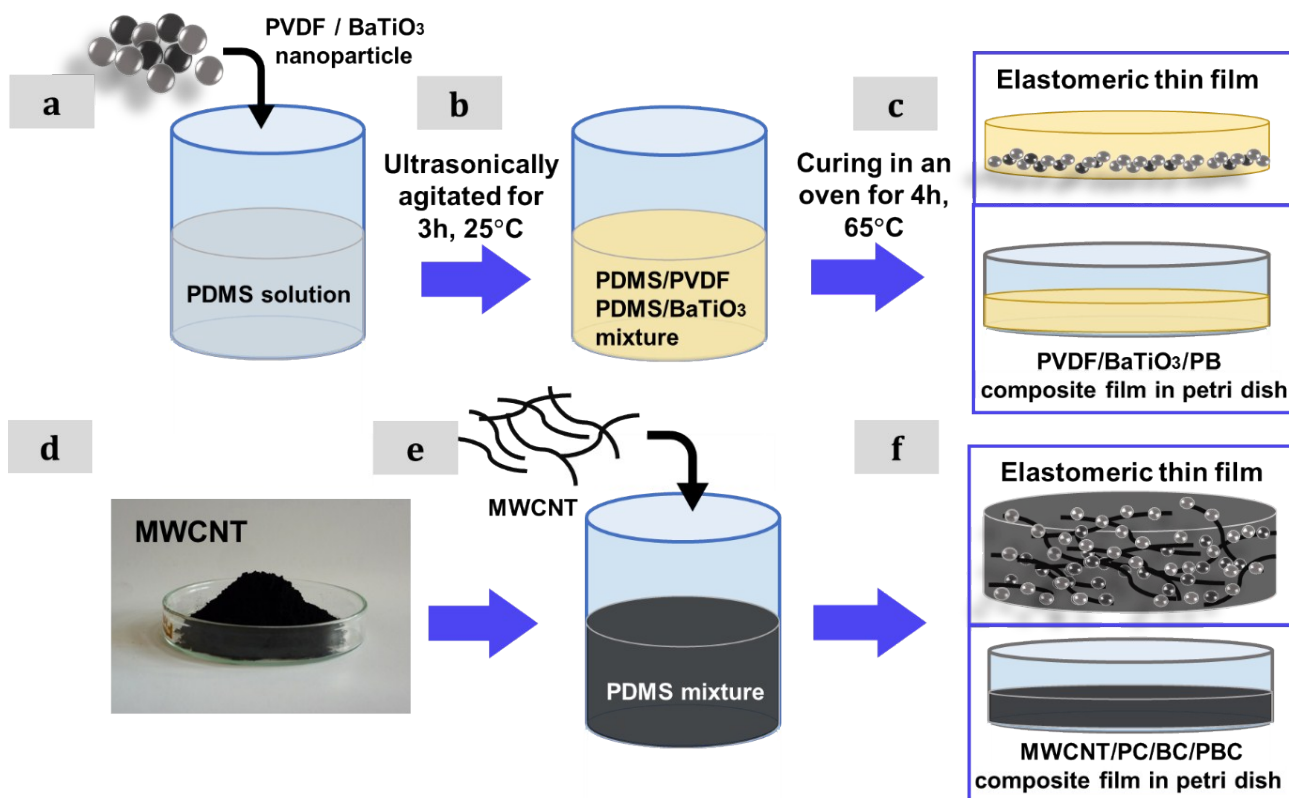 PVDF / BaTiO₃
nanoparticle
a
b
c
Ultrasonically
agitated for
3h, 25°C
Curing in an
oven for 4h,
65°C
Elastomeric thin film
PDMS solution
PDMS/PVDF
PDMS/BaTiO₃
mixture
PVDF/BaTiO₃/PB
composite film in petri dish
d
e
f
MWCNT
MWCNT
PDMS mixture
Elastomeric thin film
MWCNT/PC/BC/PBC
composite film in petri dish